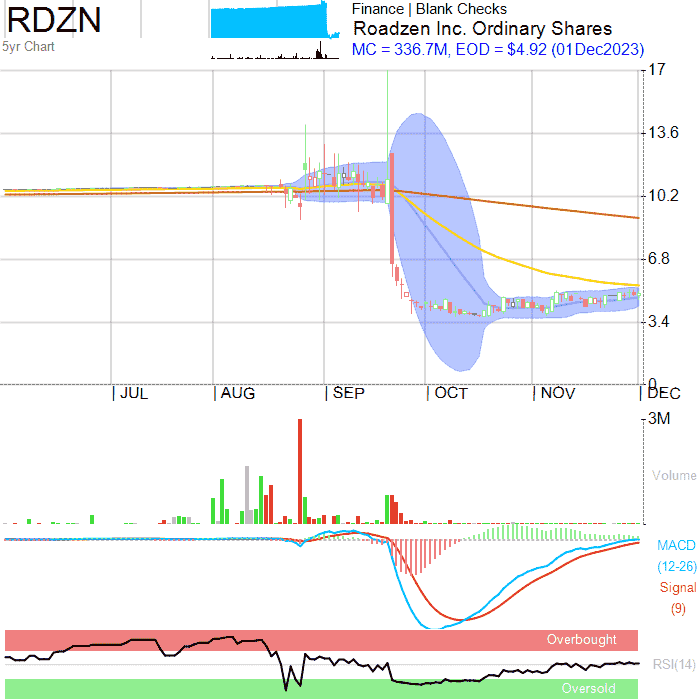 RDZN
5yr Chart
Finance | Blank Checks
Roadzen Inc. Ordinary Shares
MC = 336.7M, EOD = $4.92 (01Dec2023)
17
13.6
10.2
6.8
3.4
0
JUL AUG SEP OCT NOV DEC
3M
Volume
MACD
(12-26)
Signal
(9)
Overbought
RSI(14)
Oversold